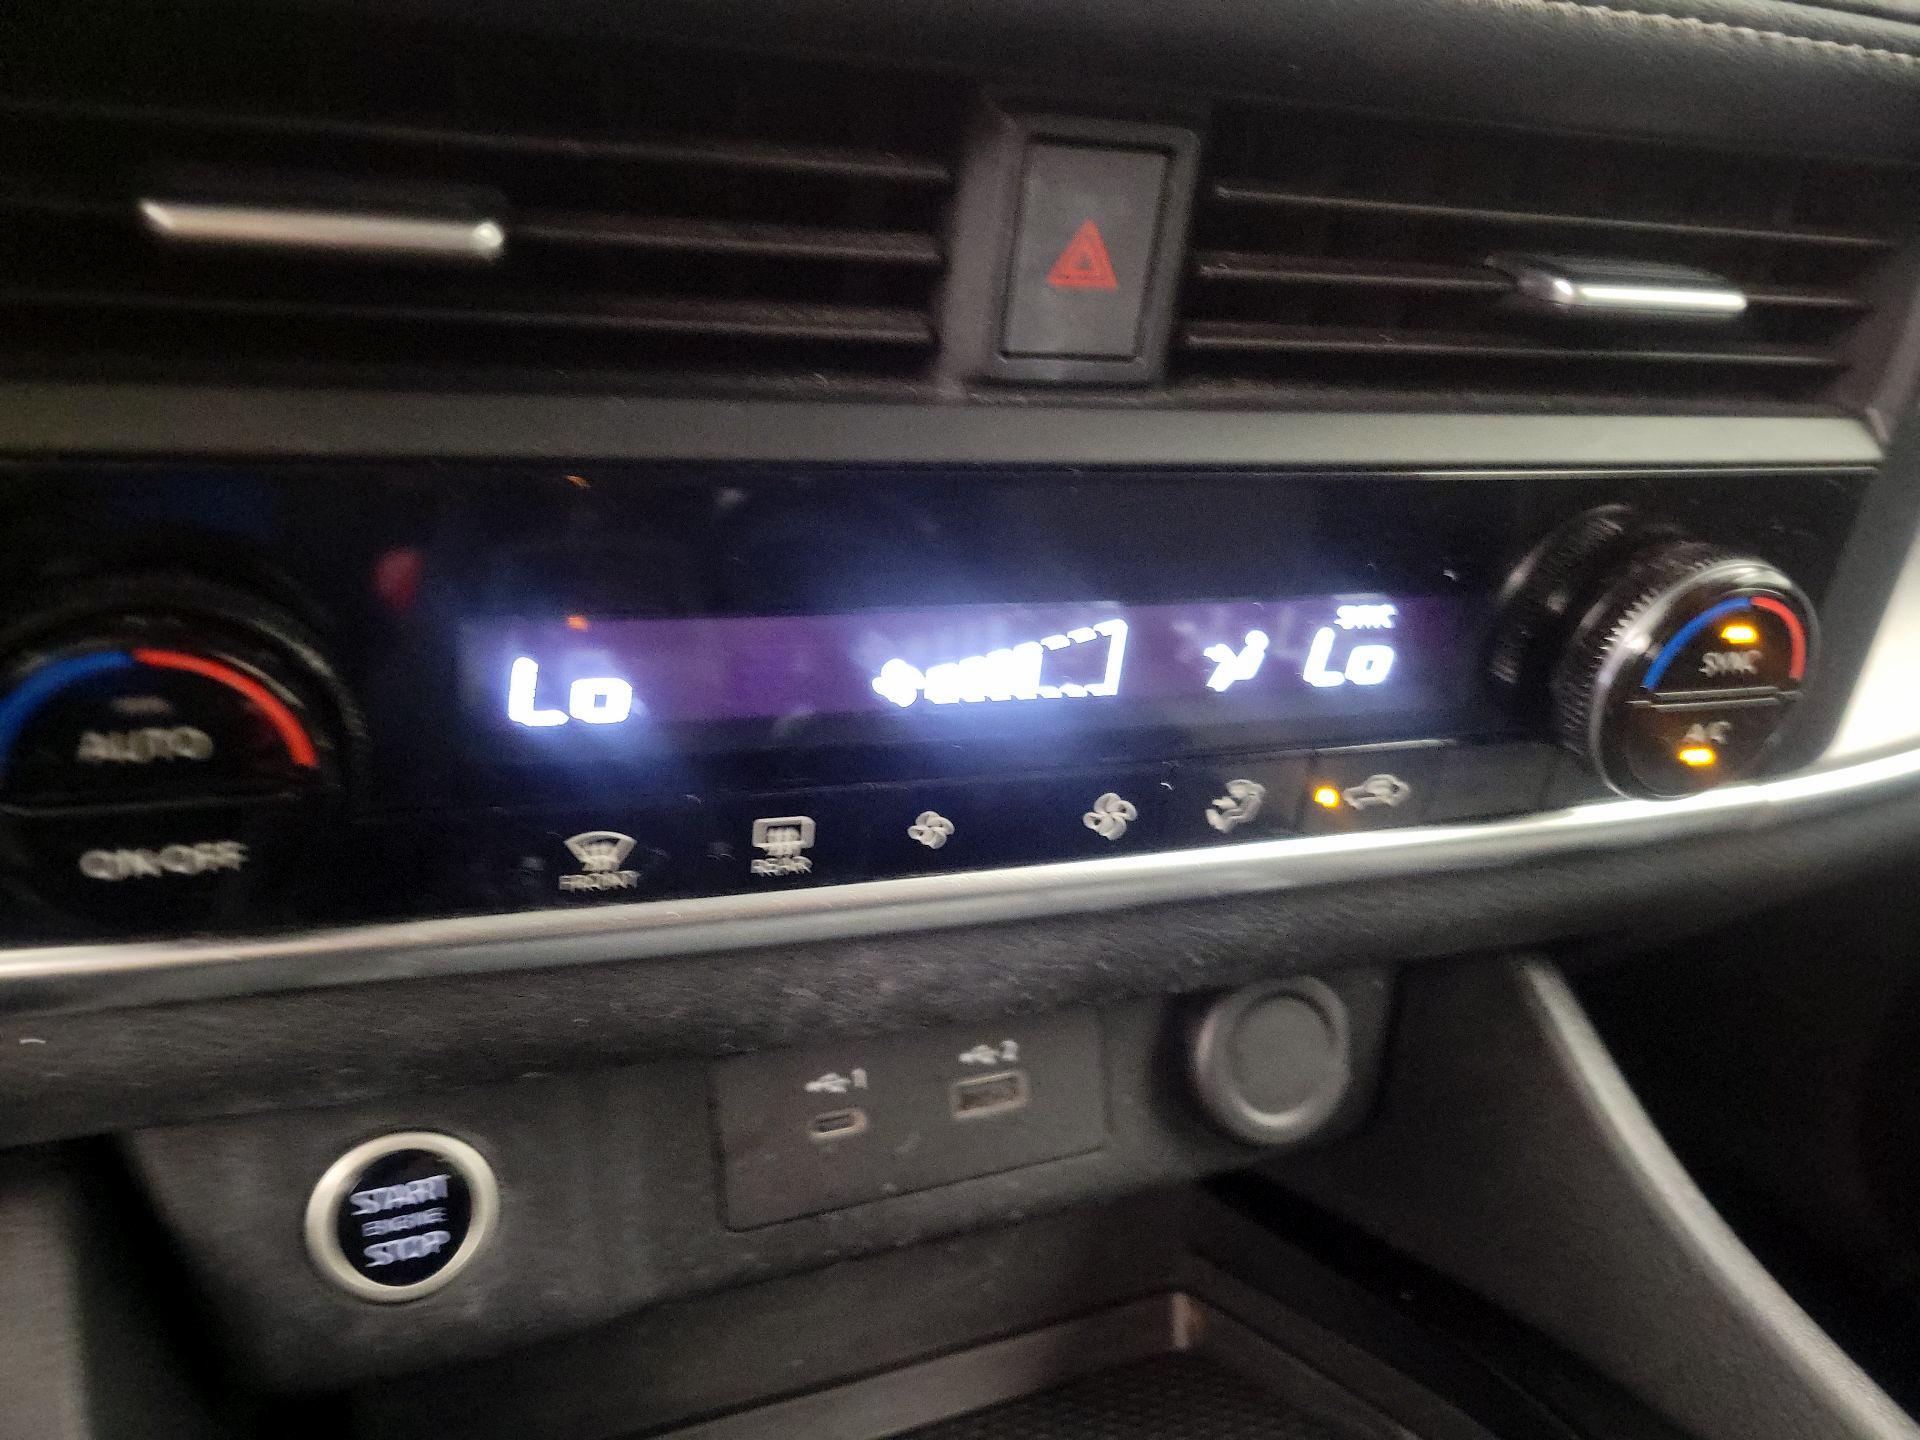 Lo
SYNC
Lo
AUTO
ON•OFF
SYNC
A/C
FRONT
REAR
1
2
START
ENGINE
STOP